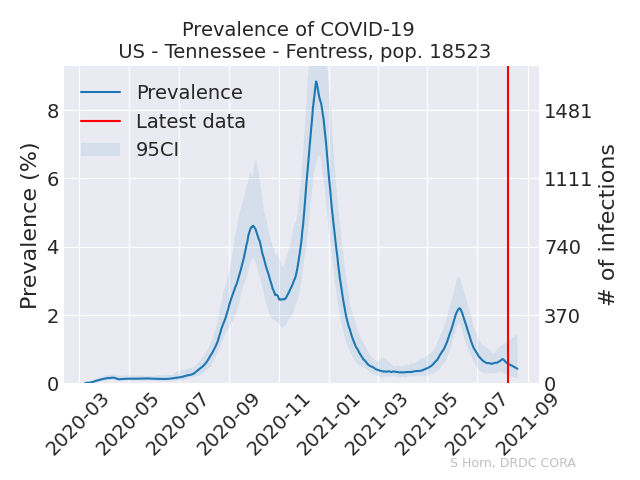 Prevalence of COVID-19
US - Tennessee - Fentress, pop. 18523
Prevalence
Latest data
95CI
Prevalence (%)
8
6
4
2
0
1481
1111
740
370
0
# of infections
2020-03
2020-05
2020-07
2020-09
2020-11
2021-01
2021-03
2021-05
2021-07
2021-09
S Horn, DRDC CORA